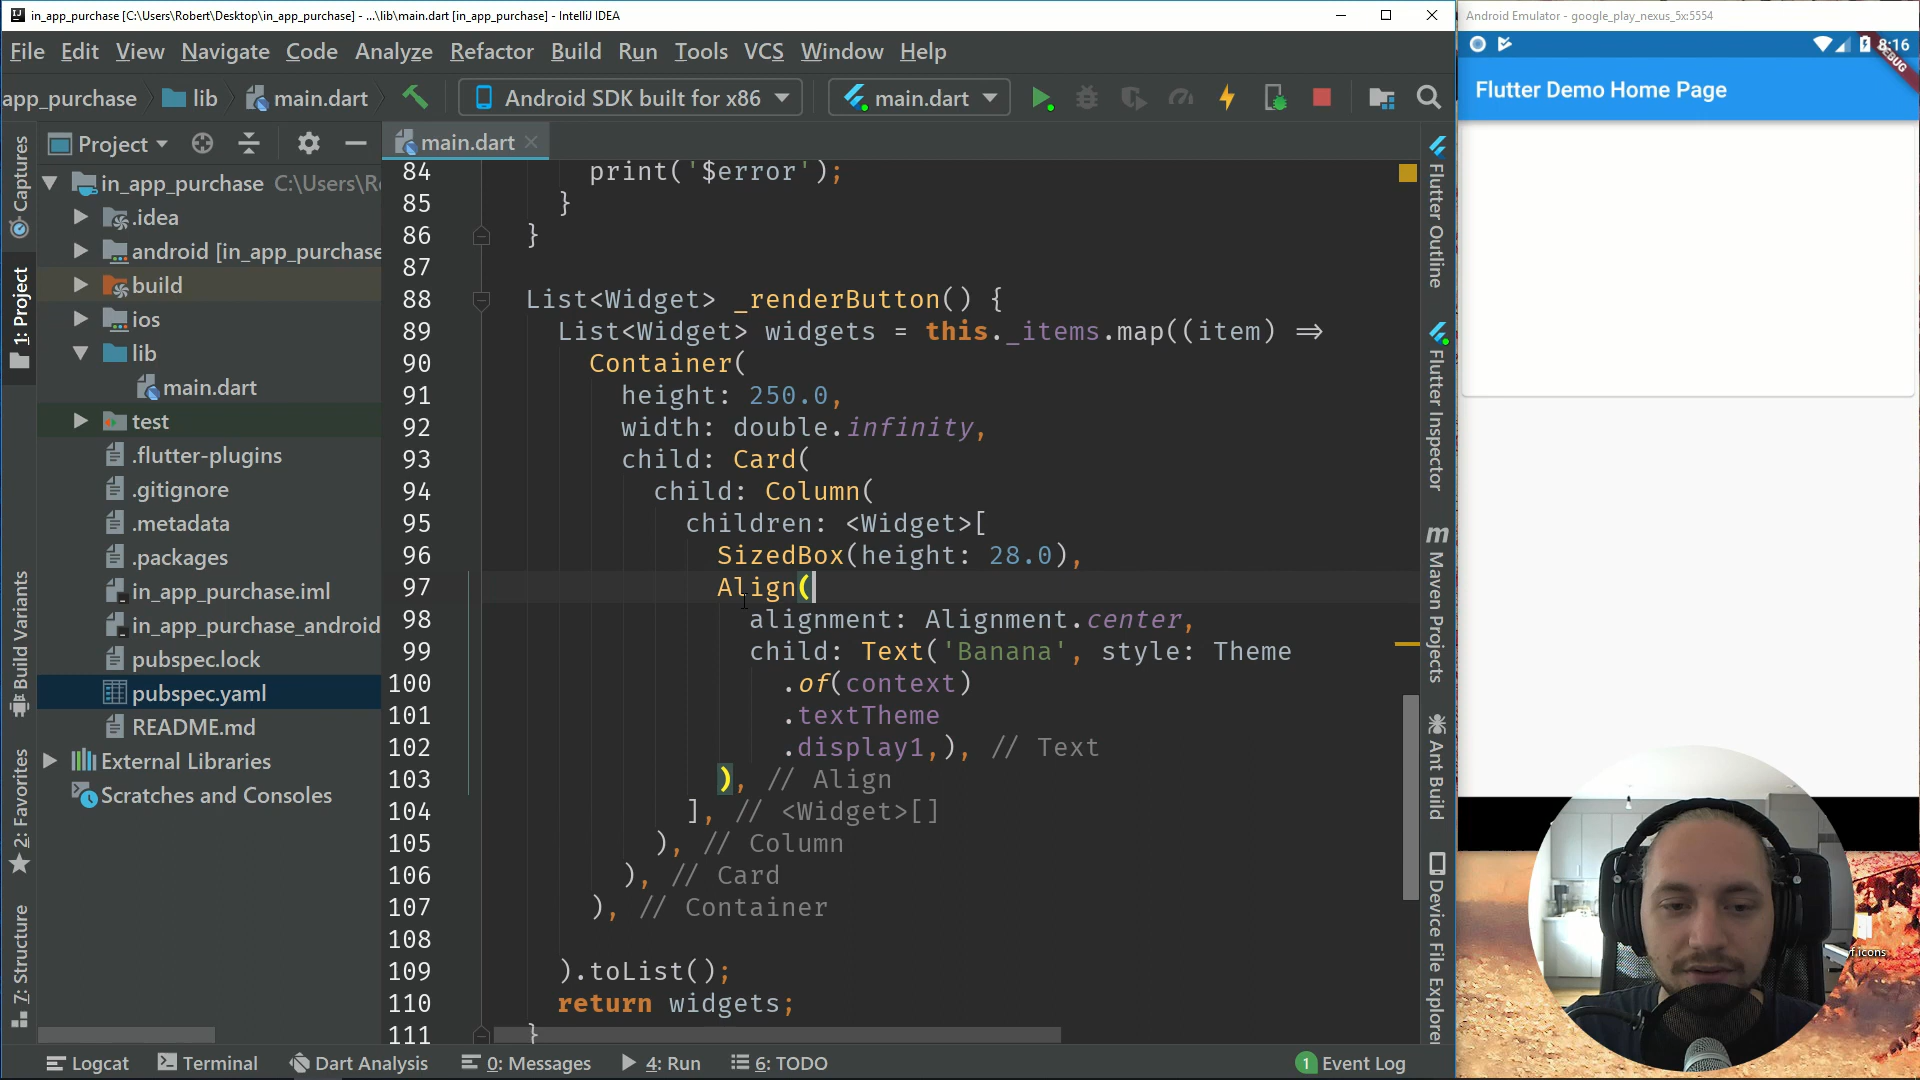 in_app_purchase [C:\Users\Robert\Desktop\in_app_purchase] - ...\lib\main.dart [in_app_purchase] - IntelliJ IDEA
File Edit View Navigate Code Analyze Refactor Build Run Tools VCS Window Help
app_purchase lib main.dart Android SDK built for x86 main.dart
Project main.dart
in_app_purchase C:\Users\R
.idea
android [in_app_purchase
build
ios
lib
main.dart
test
.flutter-plugins
.gitignore
.metadata
.packages
in_app_purchase.iml
in_app_purchase_android
pubspec.lock
pubspec.yaml
README.md
External Libraries
Scratches and Consoles
Captures
1: Project
Build Variants
2: Favorites
7: Structure
84 print('$error');
85 }
86 }
87
88 List<Widget> _renderButton() {
89 List<Widget> widgets = this._items.map((item) =>
90 Container(
91 height: 250.0,
92 width: double.infinity,
93 child: Card(
94 child: Column(
95 children: <Widget>[
96 SizedBox(height: 28.0),
97 Align(
98 alignment: Alignment.center,
99 child: Text('Banana', style: Theme
100 .of(context)
101 .textTheme
102 .display1,), // Text
103 ), // Align
104 ], // <Widget>[]
105 ), // Column
106 ), // Card
107 ), // Container
108
109 ).toList();
110 return widgets;
111 }
Flutter Outline
Flutter Inspector
Maven Projects
Ant Build
Device File Explorer
Logcat Terminal Dart Analysis 0: Messages 4: Run 6: TODO 1 Event Log
Android Emulator - google_play_nexus_5x:5554
8:16
DEBUG
Flutter Demo Home Page
icons